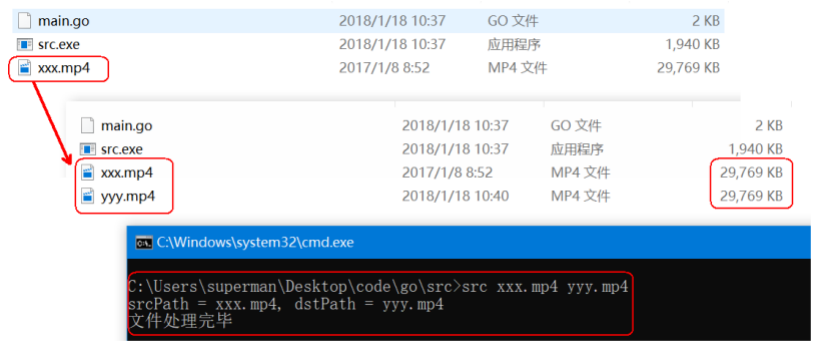 main.go 2018/1/18 10:37 GO 文件 2 KB
src.exe 2018/1/18 10:37 应用程序 1,940 KB
xxx.mp4 2017/1/8 8:52 MP4 文件 29,769 KB
main.go 2018/1/18 10:37 GO 文件 2 KB
src.exe 2018/1/18 10:37 应用程序 1,940 KB
xxx.mp4 2017/1/8 8:52 MP4 文件 29,769 KB
yyy.mp4 2018/1/18 10:40 MP4 文件 29,769 KB
C:\Windows\system32\cmd.exe
C:\Users\superman\Desktop\code\go\src>src xxx.mp4 yyy.mp4
srcPath = xxx.mp4, dstPath = yyy.mp4
文件处理完毕